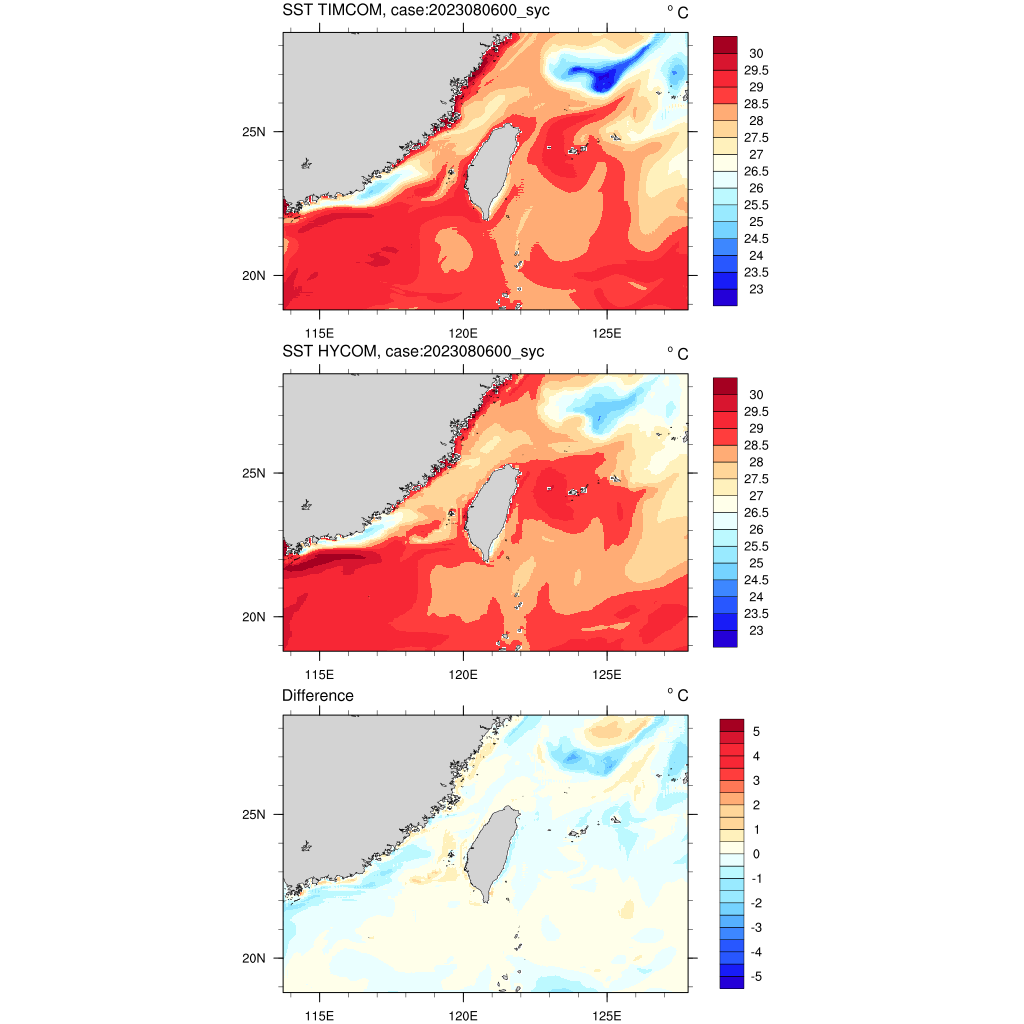 SST TIMCOM, case:2023080600_syc
° C
30
29.5
29
28.5
28
27.5
27
26.5
26
25.5
25
24.5
24
23.5
23
25N
20N
115E
120E
125E
SST HYCOM, case:2023080600_syc
° C
30
29.5
29
28.5
28
27.5
27
26.5
26
25.5
25
24.5
24
23.5
23
25N
20N
115E
120E
125E
Difference
° C
5
4
3
2
1
0
-1
-2
-3
-4
-5
25N
20N
115E
120E
125E